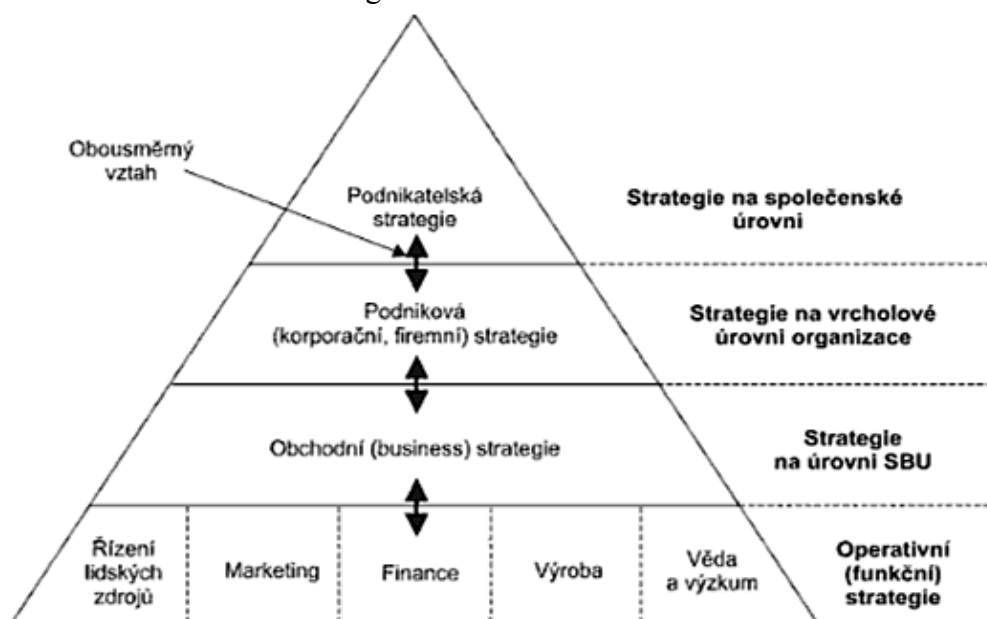 Obousměrný
vztah
Podnikatelská
strategie
Strategie na společenské
úrovni
Podniková
(korporační, firemní) strategie
Strategie na vrcholové
úrovni organizace
Obchodní (business) strategie
Strategie
na úrovni SBU
Řízení
lidských
zdrojů
Marketing
Finance
Výroba
Věda
a výzkum
Operativní
(funkční)
strategie